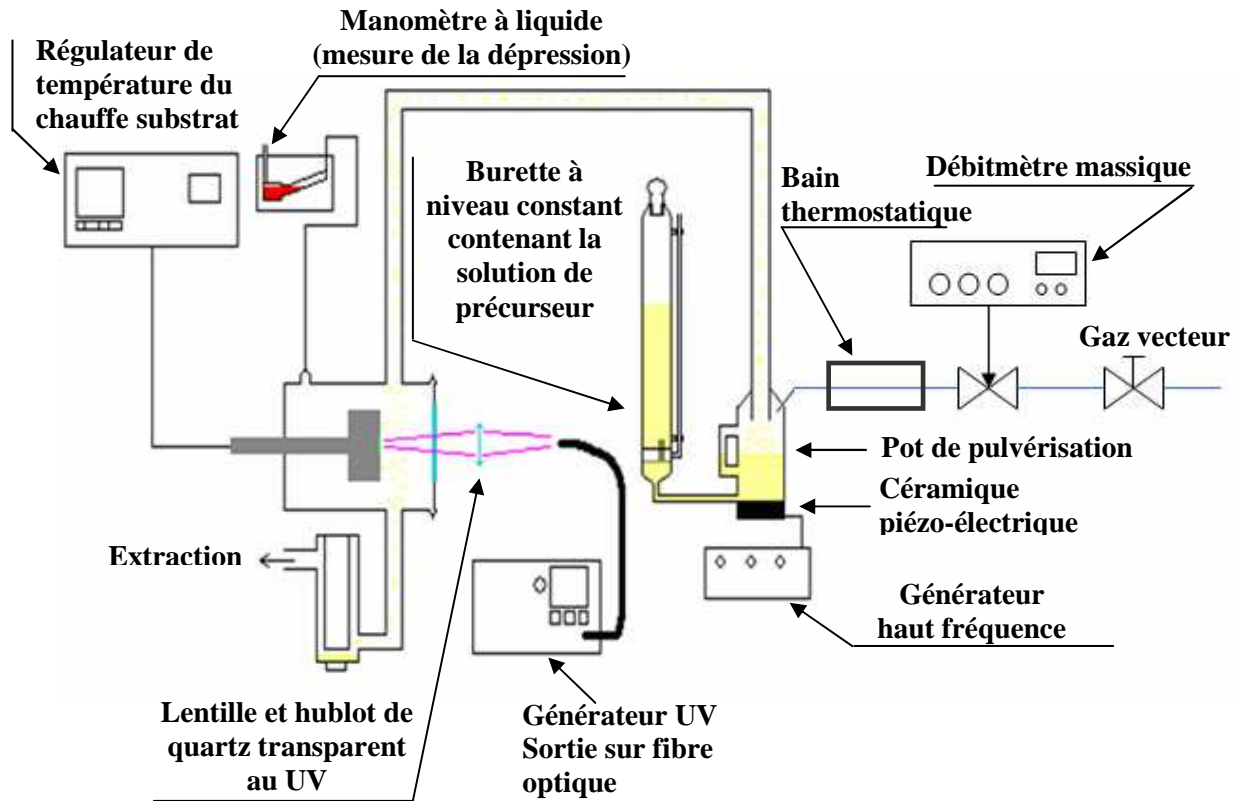 Manomètre à liquide
(mesure de la dépression)
Régulateur de
température du
chauffe substrat
Burette à
niveau constant
contenant la
solution de
précurseur
Bain
thermostatique
Débitmètre massique
Gaz vecteur
Pot de pulvérisation
Céramique
piézo-électrique
Extraction
Générateur
haut fréquence
Lentille et hublot de
quartz transparent
au UV
Générateur UV
Sortie sur fibre
optique